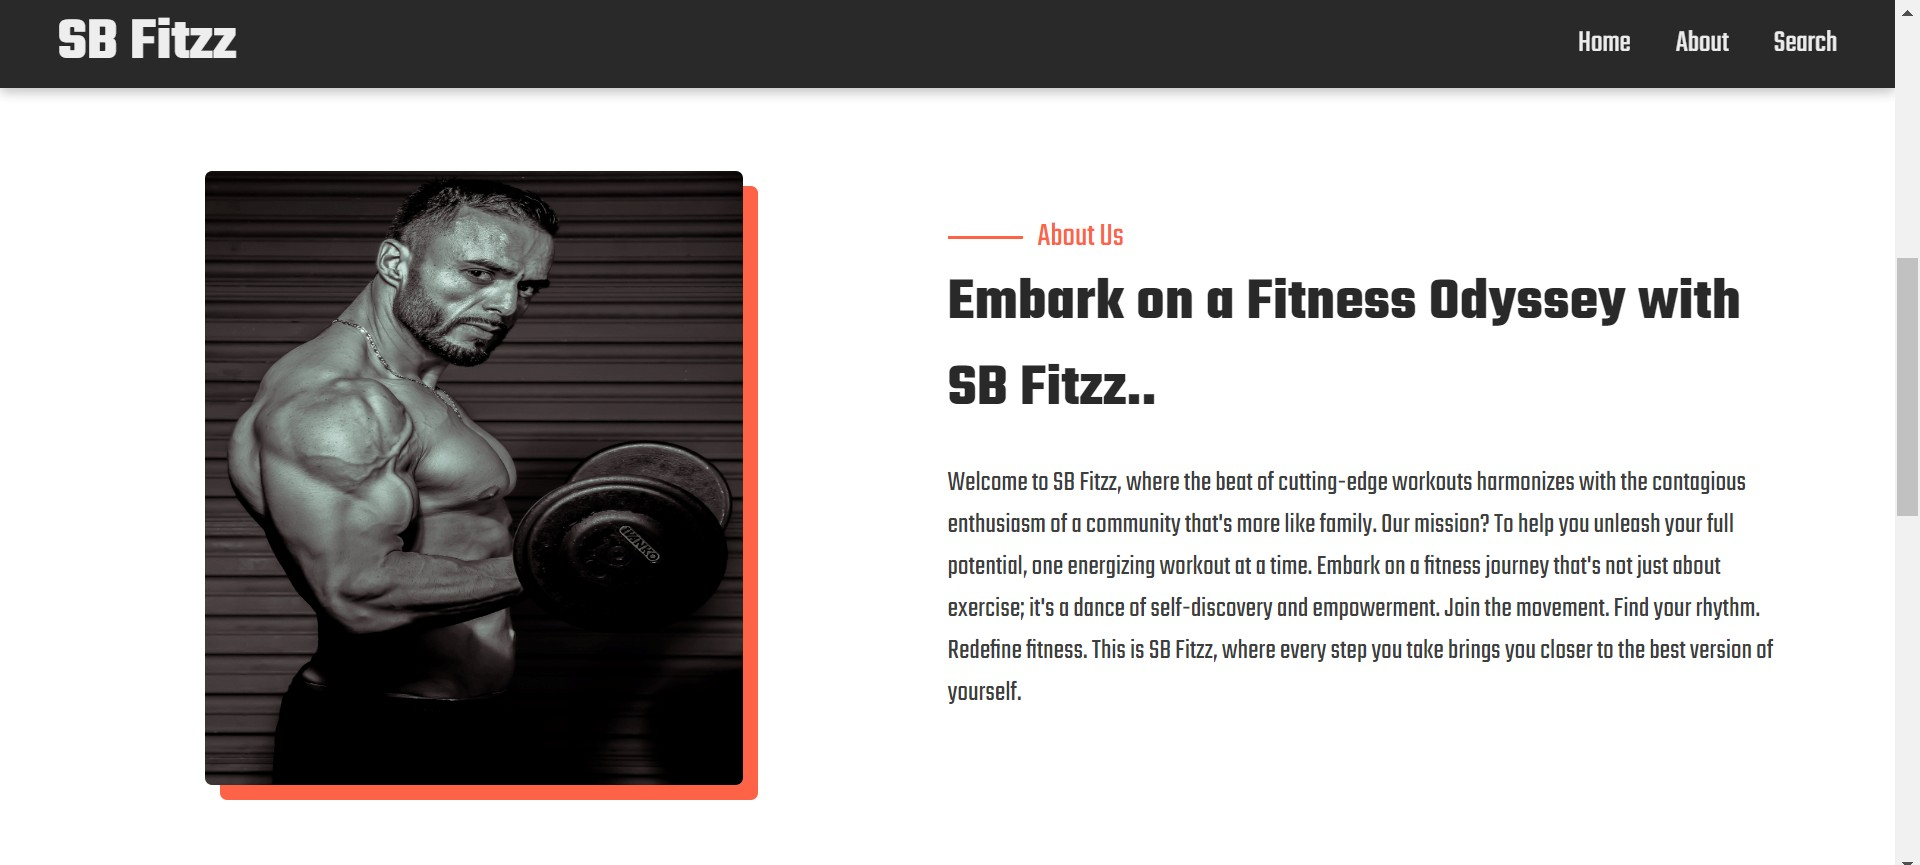 SB Fitzz
Home About Search
About Us
Embark on a Fitness Odyssey with
SB Fitzz..
Welcome to SB Fitzz, where the beat of cutting-edge workouts harmonizes with the contagious
enthusiasm of a community that's more like family. Our mission? To help you unleash your full
potential, one energizing workout at a time. Embark on a fitness journey that's not just about
exercise; it's a dance of self-discovery and empowerment. Join the movement. Find your rhythm.
Redefine fitness. This is SB Fitzz, where every step you take brings you closer to the best version of
yourself.